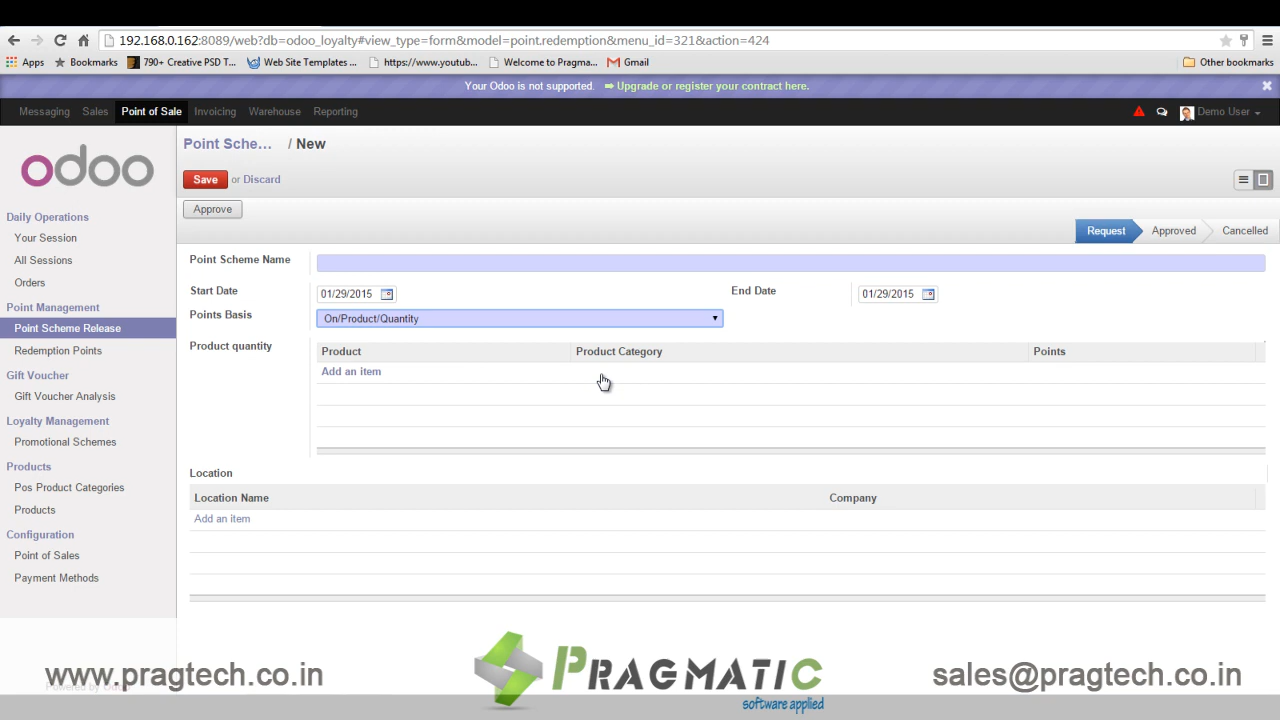 192.168.0.162:8089/web?db=odoo_loyalty#view_type=form&model=point.redemption&menu_id=321&action=424
Apps Bookmarks 790+ Creative PSD T... Web Site Templates ... https://www.youtub... Welcome to Pragma... Gmail Other bookmarks
Your Odoo is not supported. ➡ Upgrade or register your contract here.
Messaging Sales Point of Sale Invoicing Warehouse Reporting Demo User
odoo
Point Sche... / New
Save or Discard
Approve
Request Approved Cancelled
Daily Operations
Your Session
All Sessions
Orders
Point Management
Point Scheme Release
Redemption Points
Gift Voucher
Gift Voucher Analysis
Loyalty Management
Promotional Schemes
Products
Pos Product Categories
Products
Configuration
Point of Sales
Payment Methods
Point Scheme Name
Start Date 01/29/2015 End Date 01/29/2015
Points Basis On/Product/Quantity
Product quantity Product Product Category Points
Add an item
Location
Location Name Company
Add an item
Powered by Odoo
www.pragtech.co.in PRAGMATIC sales@pragtech.co.in
software applied